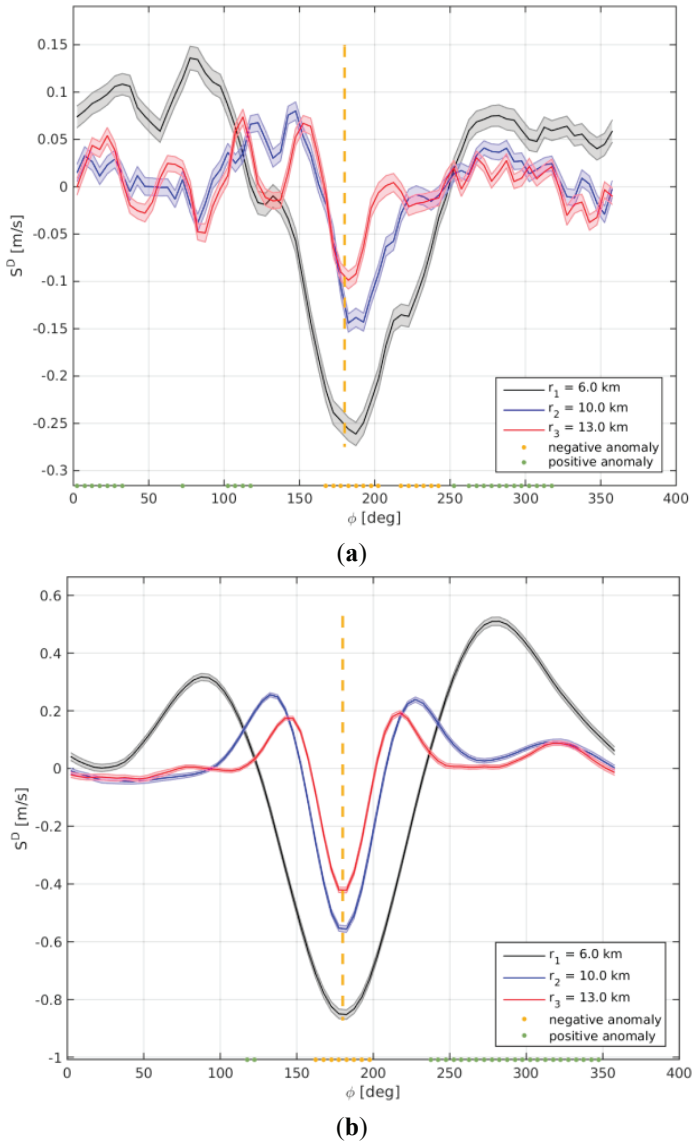 0.15
0.1
0.05
0
-0.05
-0.1
-0.15
-0.2
-0.25
-0.3
S^D [m/s]
r_1 = 6.0 km
r_2 = 10.0 km
r_3 = 13.0 km
negative anomaly
positive anomaly
0 50 100 150 200 250 300 350 400
ϕ [deg]
(a)
0.6
0.4
0.2
0
-0.2
-0.4
-0.6
-0.8
-1
S^D [m/s]
r_1 = 6.0 km
r_2 = 10.0 km
r_3 = 13.0 km
negative anomaly
positive anomaly
0 50 100 150 200 250 300 350 400
ϕ [deg]
(b)